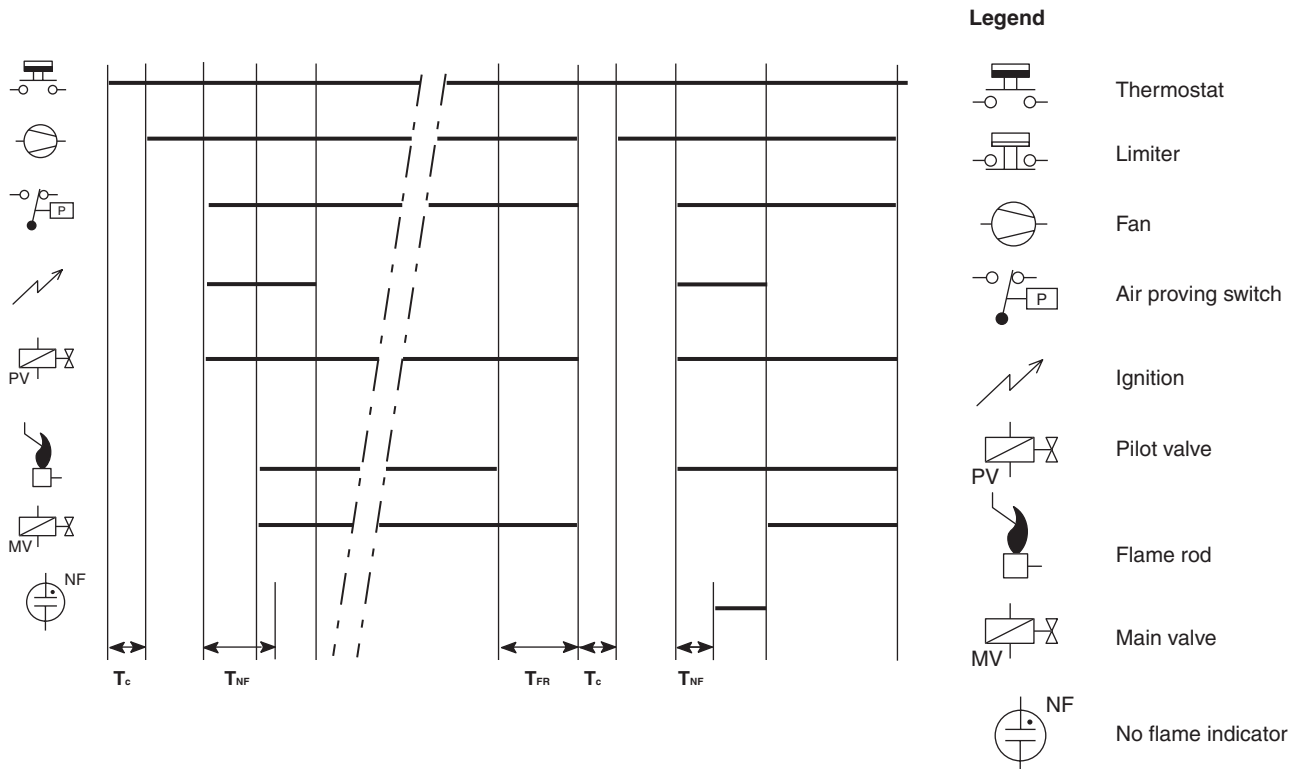 Legend
Thermostat
Limiter
Fan
P
P
Air proving switch
Ignition
PV
Pilot valve
PV
Flame rod
MV
Main valve
MV
NF
No flame indicator
NF
Tc
TNF
TFR
Tc
TNF